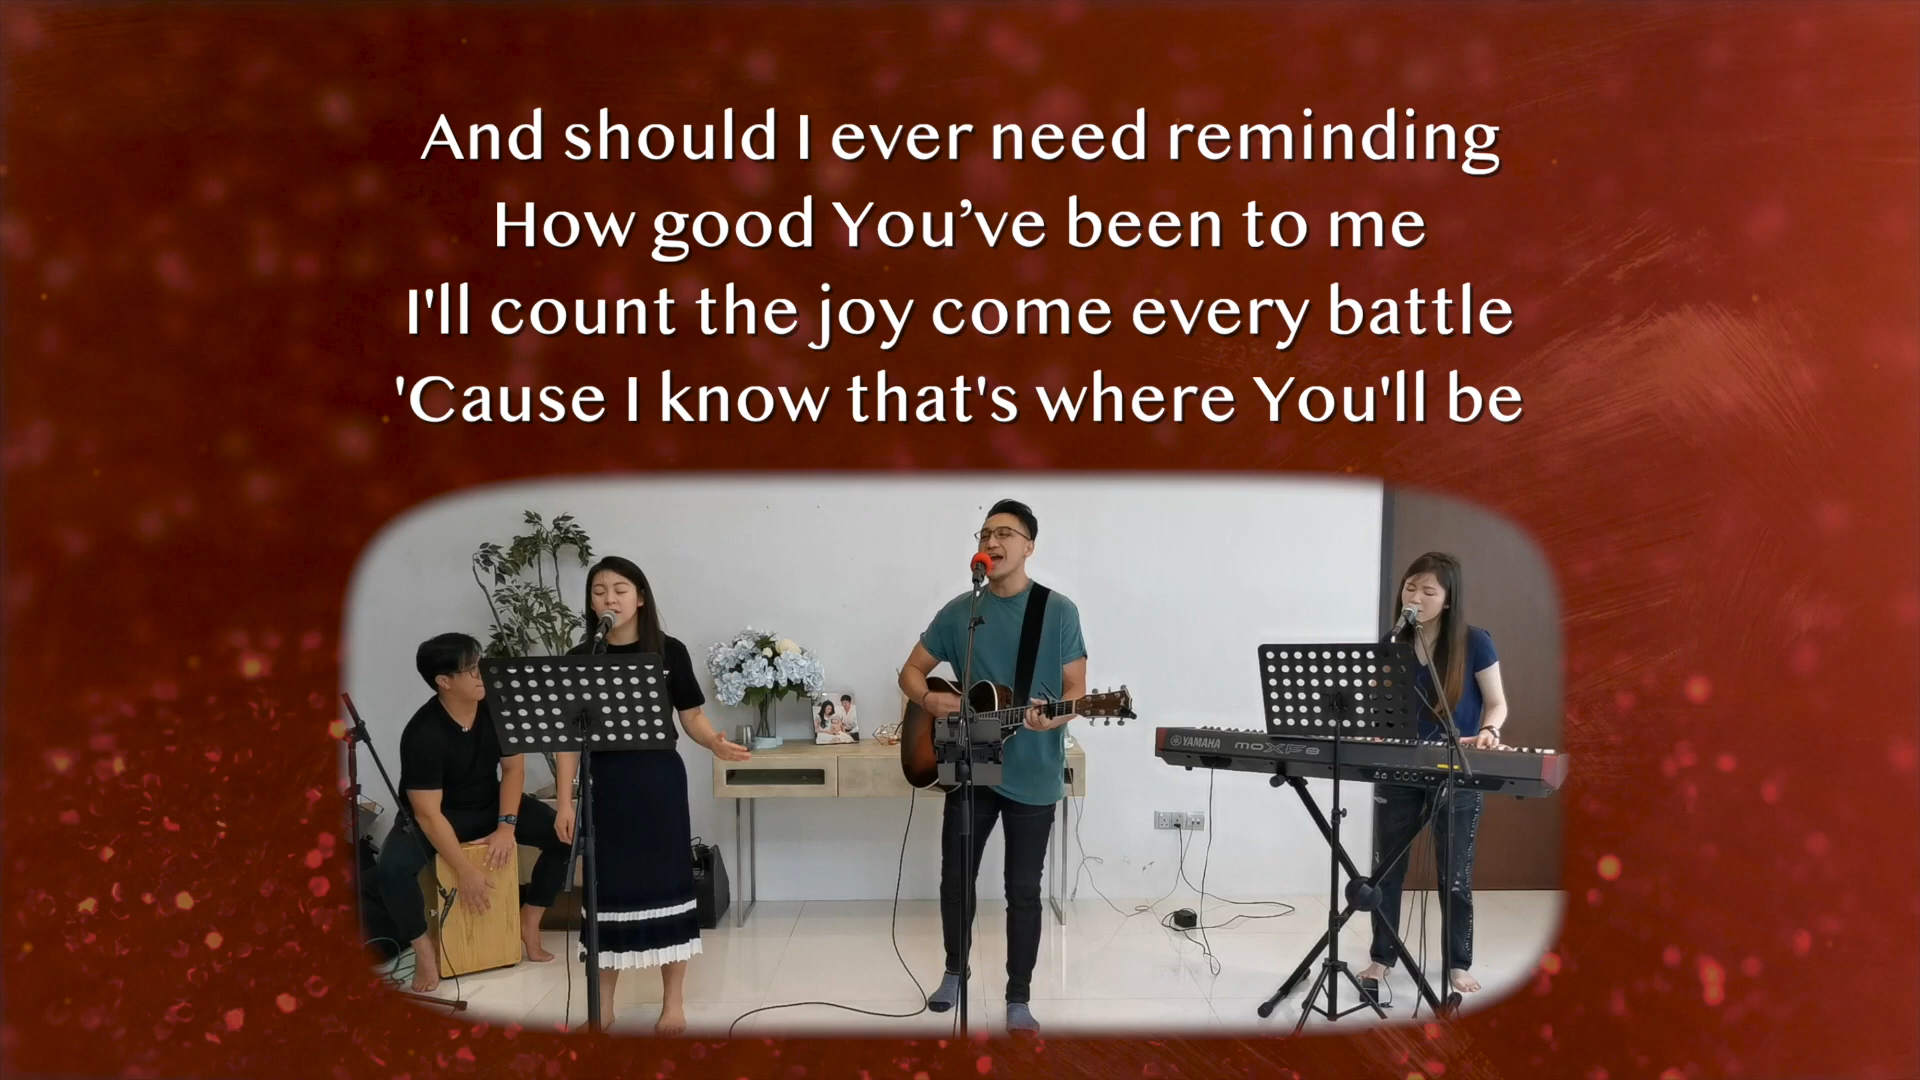 And should I ever need reminding
How good You’ve been to me
I'll count the joy come every battle
'Cause I know that's where You'll be
YAMAHA MOXF8